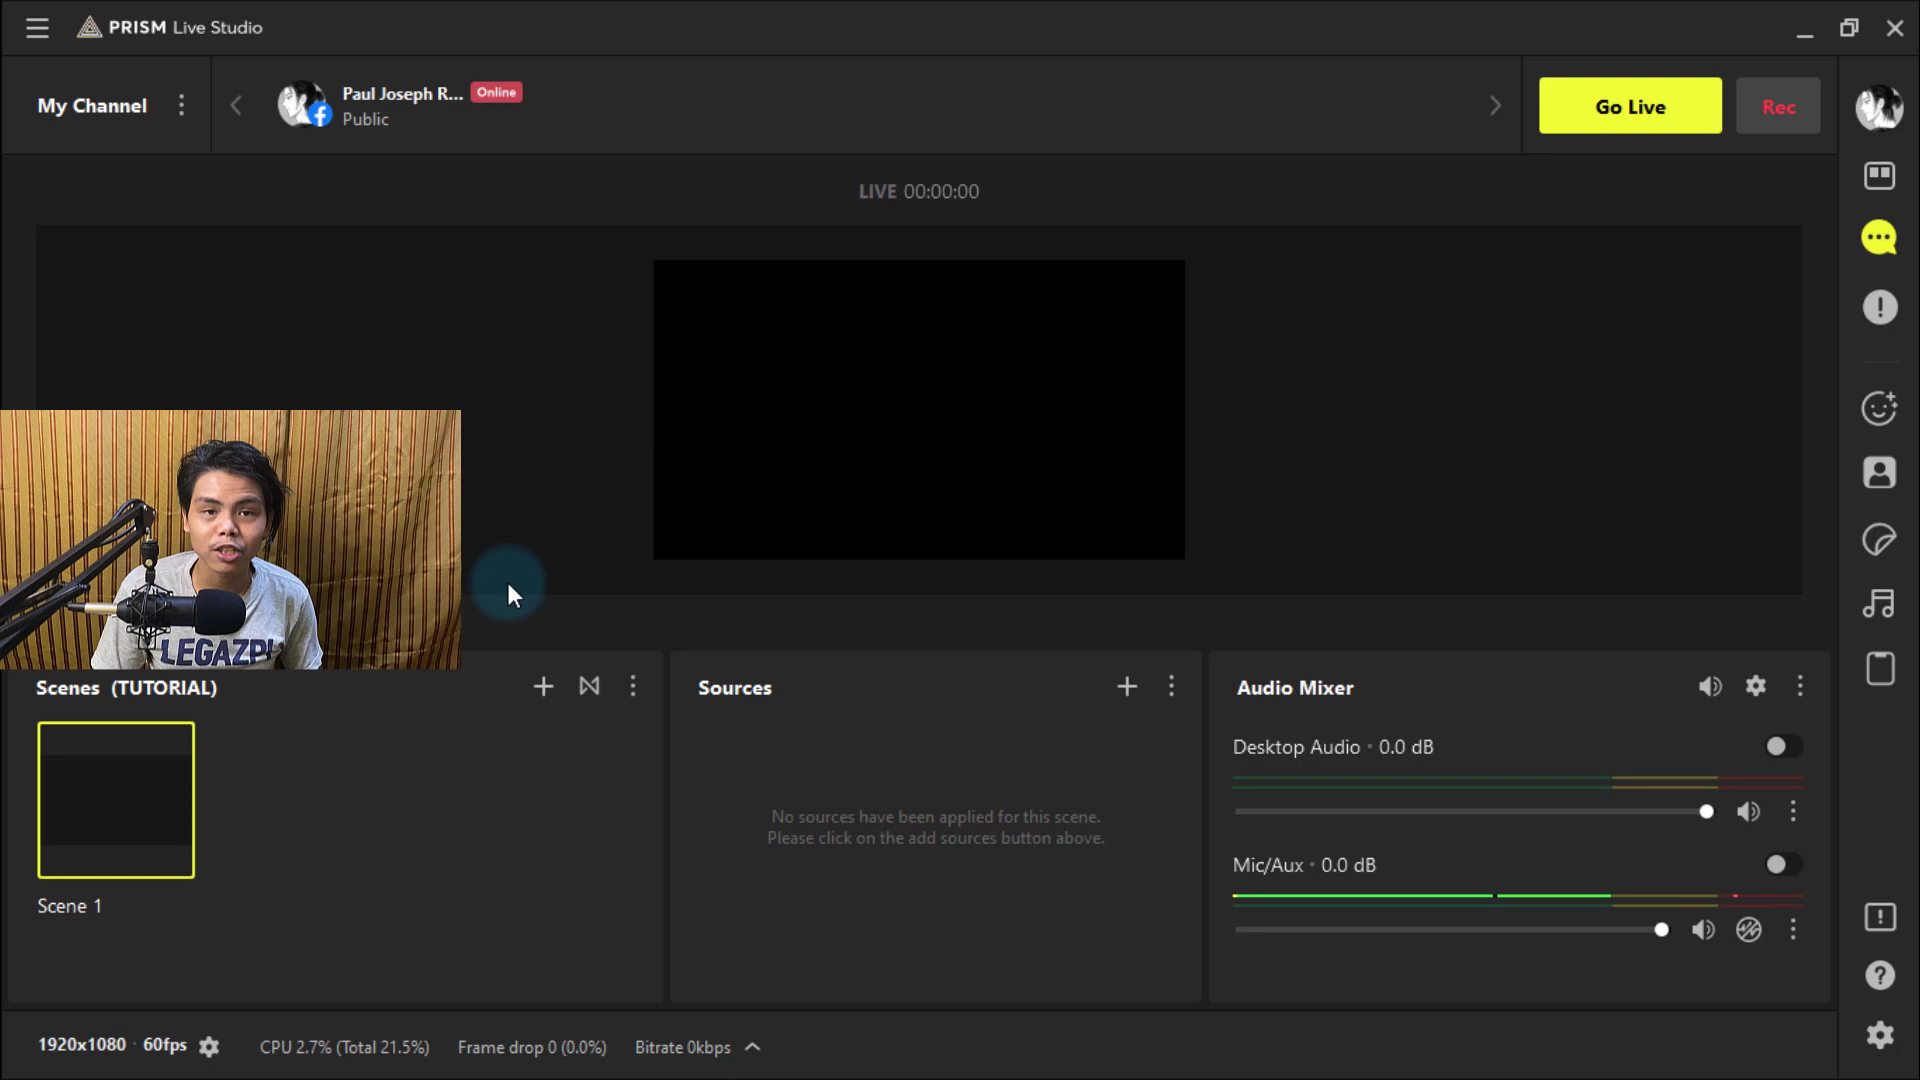 PRISM Live Studio
My Channel
Paul Joseph R... Online
Public
Go Live
Rec
LIVE 00:00:00
LEGAZPI
Scenes (TUTORIAL)
Scene 1
Sources
No sources have been applied for this scene.
Please click on the add sources button above.
Audio Mixer
Desktop Audio • 0.0 dB
Mic/Aux • 0.0 dB
1920x1080 · 60fps
CPU 2.7% (Total 21.5%)
Frame drop 0 (0.0%)
Bitrate 0kbps